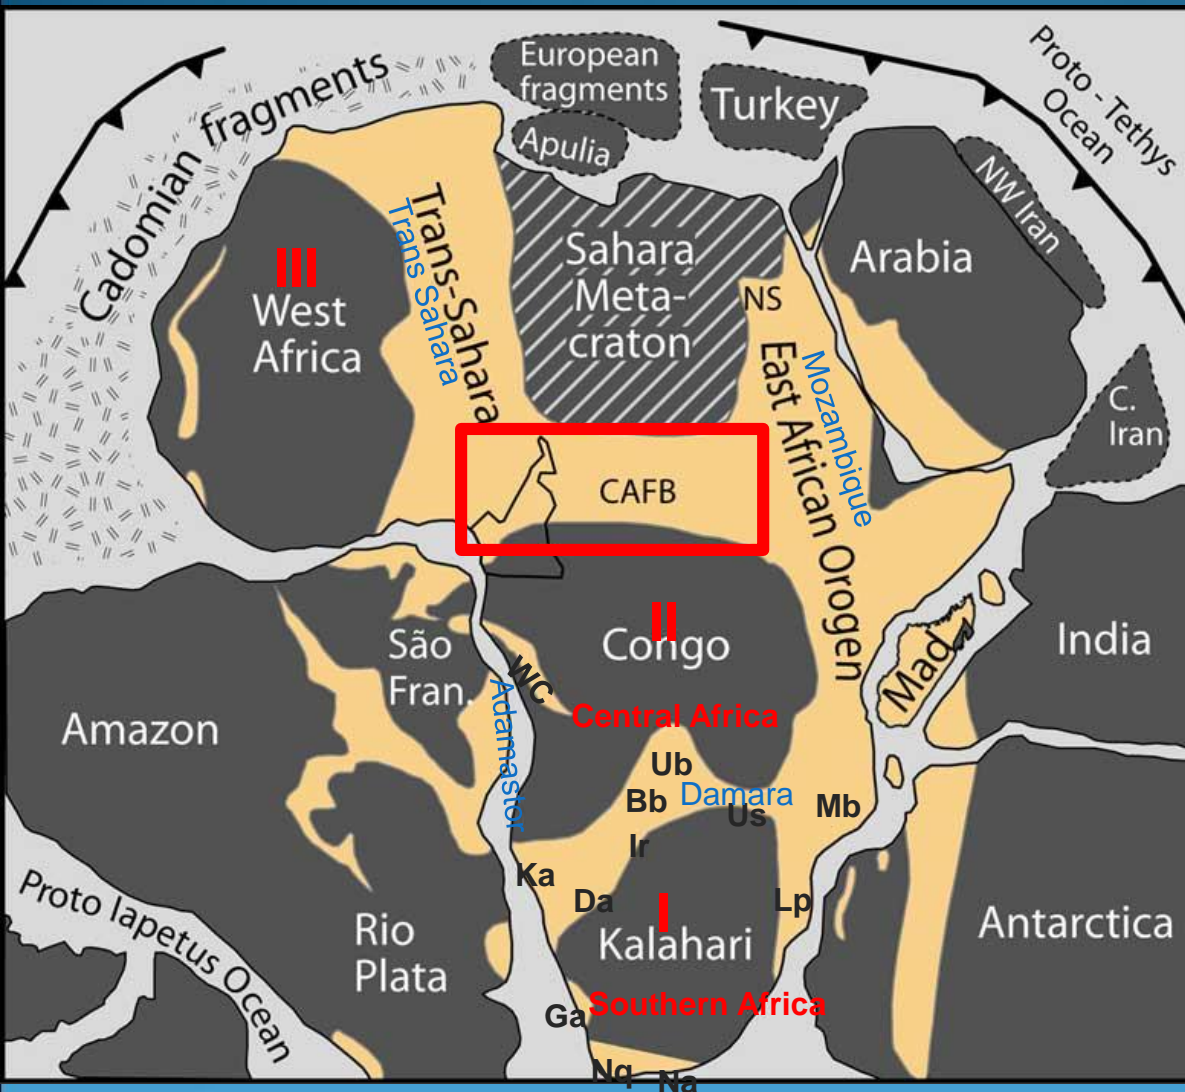 European
fragments
Turkey
Proto - Tethys
Ocean
Cadomian fragments
Apulia
NW Iran
Trans-Sahara
Trans Sahara
III
West
Africa
Sahara
Meta-
craton
NS
Arabia
East African Orogen
Mozambique
C.
Iran
CAFB
São
Fran.
WC
II
Congo
Central Africa
India
Mad
Amazon
Adamastor
Ub
Bb
Damara
Us
Mb
Ir
Ka
Da
Lp
I
Kalahari
Proto Iapetus Ocean
Rio
Plata
Antarctica
Southern Africa
Ga
Nq
Na